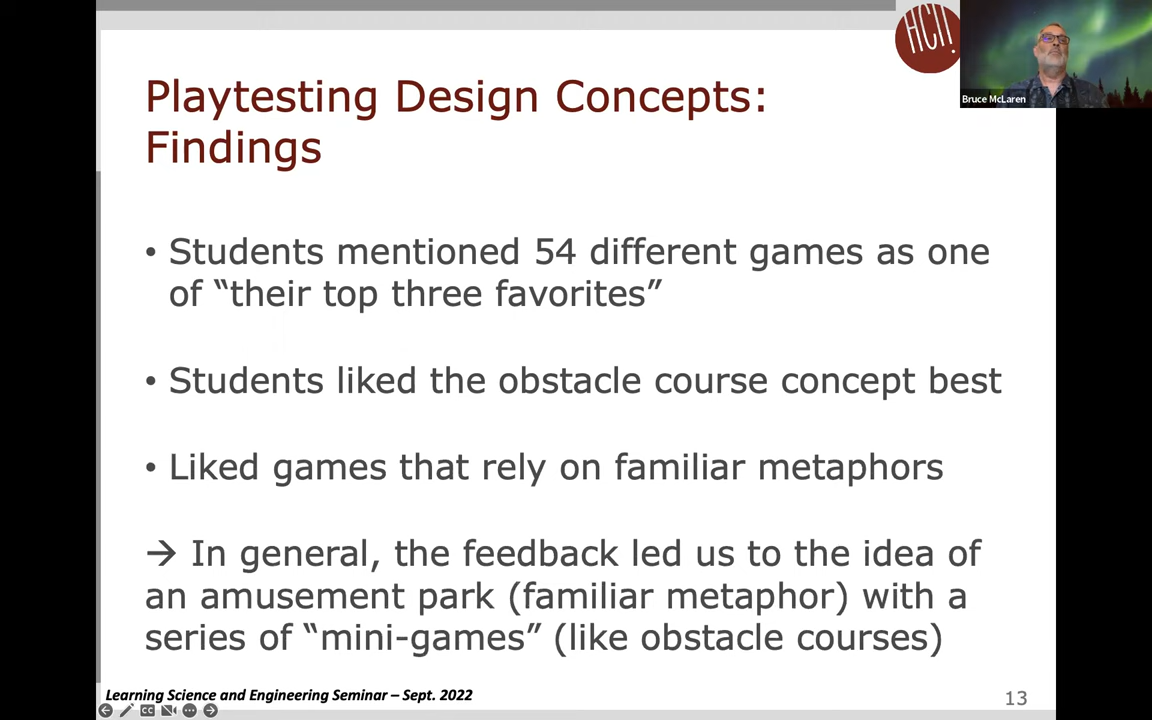 HCII
Bruce McLaren
Playtesting Design Concepts:
Findings
• Students mentioned 54 different games as one
of “their top three favorites”
• Students liked the obstacle course concept best
• Liked games that rely on familiar metaphors
→ In general, the feedback led us to the idea of
an amusement park (familiar metaphor) with a
series of “mini-games” (like obstacle courses)
Learning Science and Engineering Seminar – Sept. 2022
13
CC